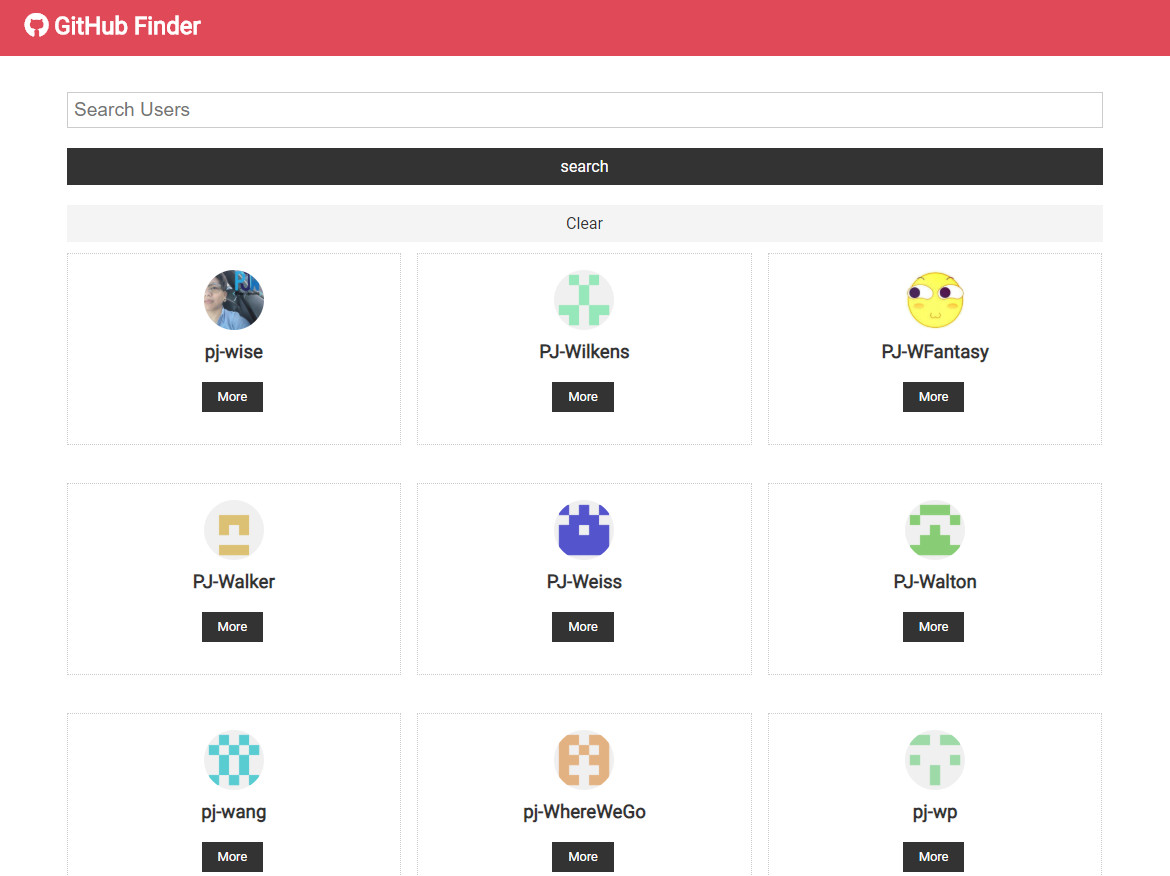 GitHub Finder
Search Users
search
Clear
pj-wise
PJ-Wilkens
PJ-WFantasy
More
More
More
PJ-Walker
PJ-Weiss
PJ-Walton
More
More
More
pj-wang
pj-WhereWeGo
pj-wp
More
More
More